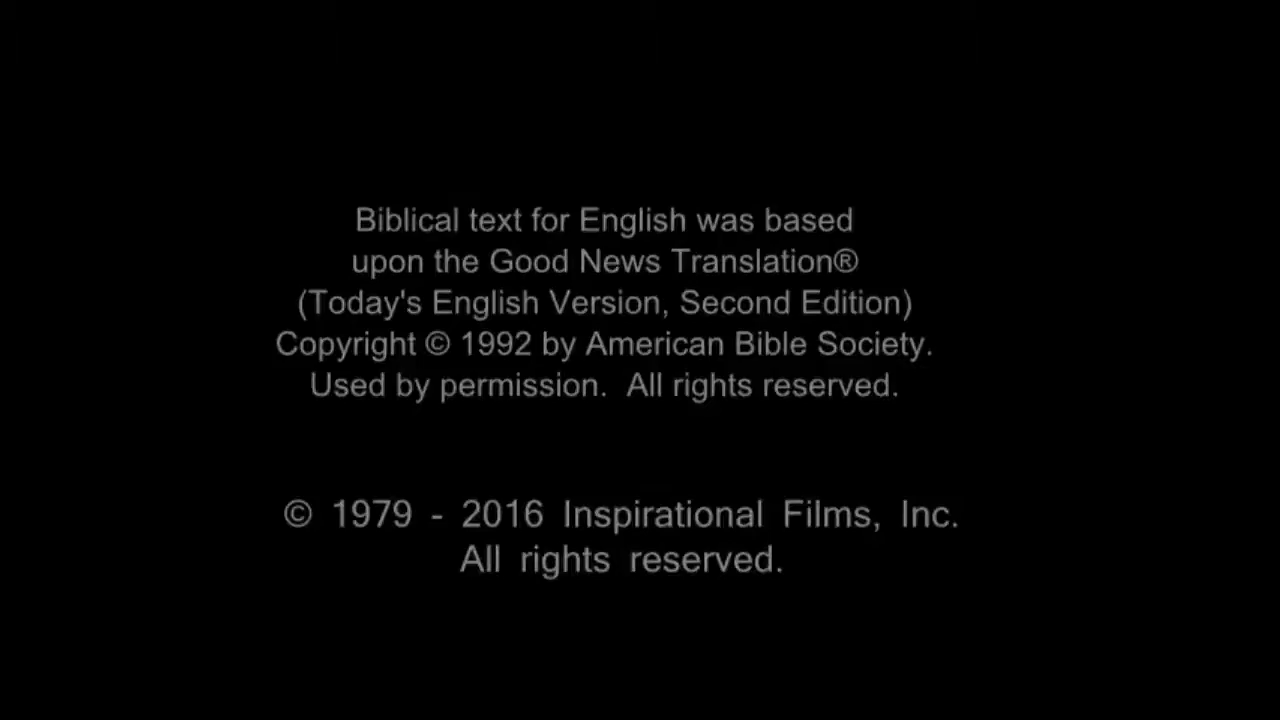 Biblical text for English was based
upon the Good News Translation®
(Today's English Version, Second Edition)
Copyright © 1992 by American Bible Society.
Used by permission. All rights reserved.
© 1979 - 2016 Inspirational Films, Inc.
All rights reserved.